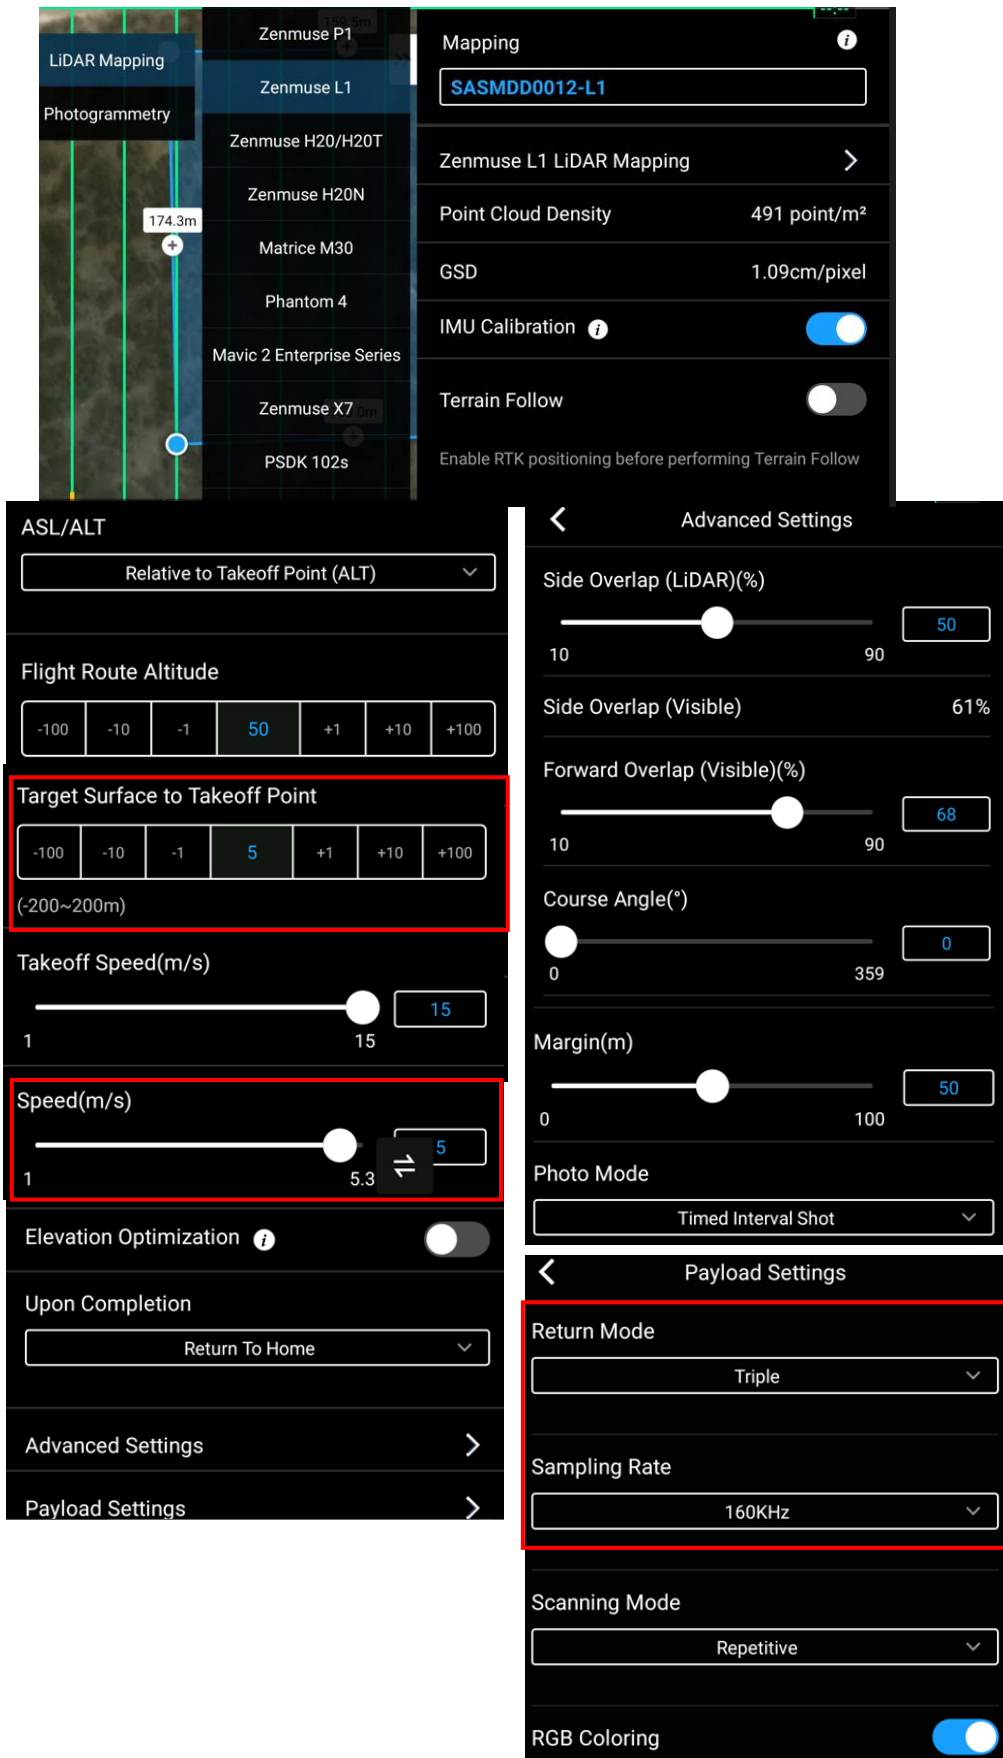 LiDAR Mapping
Photogrammetry
159.5m
174.3m
Zenmuse P1
Zenmuse L1
Zenmuse H20/H20T
Zenmuse H20N
Matrice M30
Phantom 4
Mavic 2 Enterprise Series
Zenmuse X7
PSDK 102s
Mapping
SASMDD0012-L1
Zenmuse L1 LiDAR Mapping
Point Cloud Density 491 point/m²
GSD 1.09cm/pixel
IMU Calibration
Terrain Follow
Enable RTK positioning before performing Terrain Follow
ASL/ALT
Relative to Takeoff Point (ALT)
Flight Route Altitude
-100 -10 -1 50 +1 +10 +100
Target Surface to Takeoff Point
-100 -10 -1 5 +1 +10 +100
(-200~200m)
Takeoff Speed(m/s)
15
1 15
Speed(m/s)
5
1 5.3
Elevation Optimization
Upon Completion
Return To Home
Advanced Settings
Payload Settings
Advanced Settings
Side Overlap (LiDAR)(%)
50
10 90
Side Overlap (Visible) 61%
Forward Overlap (Visible)(%)
68
10 90
Course Angle(°)
0
0 359
Margin(m)
50
0 100
Photo Mode
Timed Interval Shot
Payload Settings
Return Mode
Triple
Sampling Rate
160KHz
Scanning Mode
Repetitive
RGB Coloring